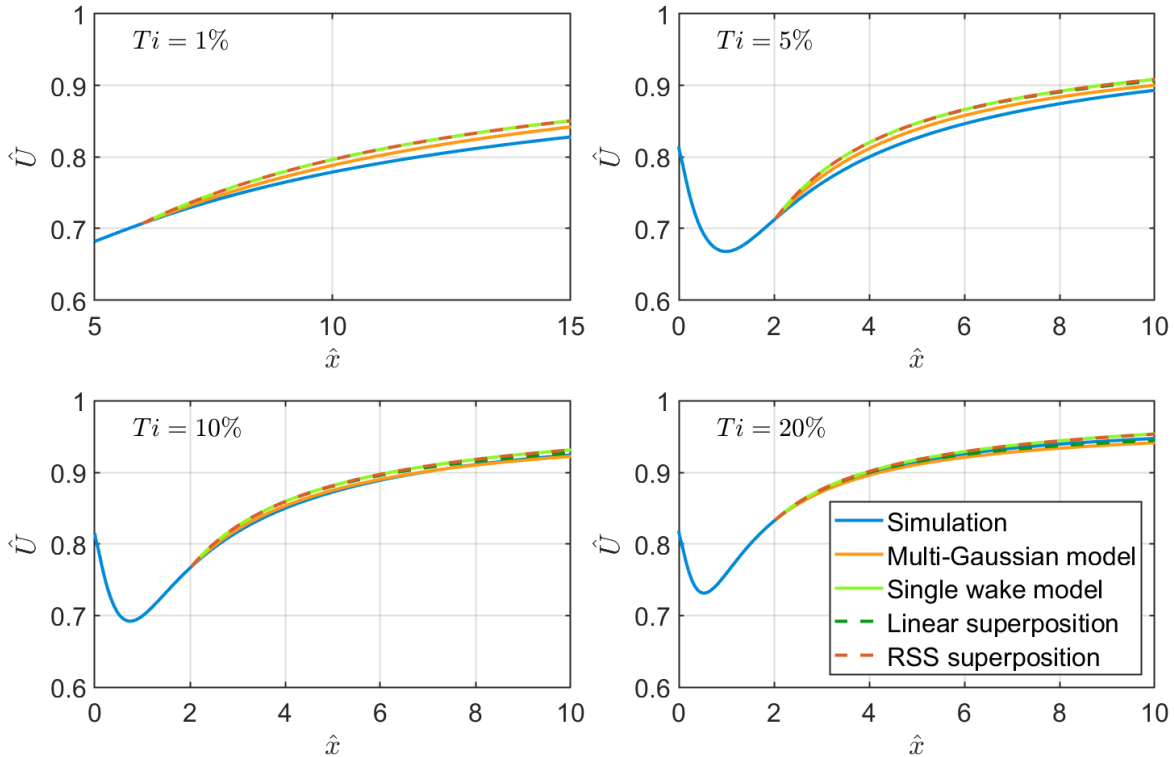 Ti = 1%
1
0.9
0.8
0.7
0.6
Û
5
10
15
x̂
Ti = 5%
1
0.9
0.8
0.7
0.6
Û
0
2
4
6
8
10
x̂
Ti = 10%
1
0.9
0.8
0.7
0.6
Û
0
2
4
6
8
10
x̂
Ti = 20%
1
0.9
0.8
0.7
0.6
Û
0
2
4
6
8
10
x̂
Simulation
Multi-Gaussian model
Single wake model
Linear superposition
RSS superposition